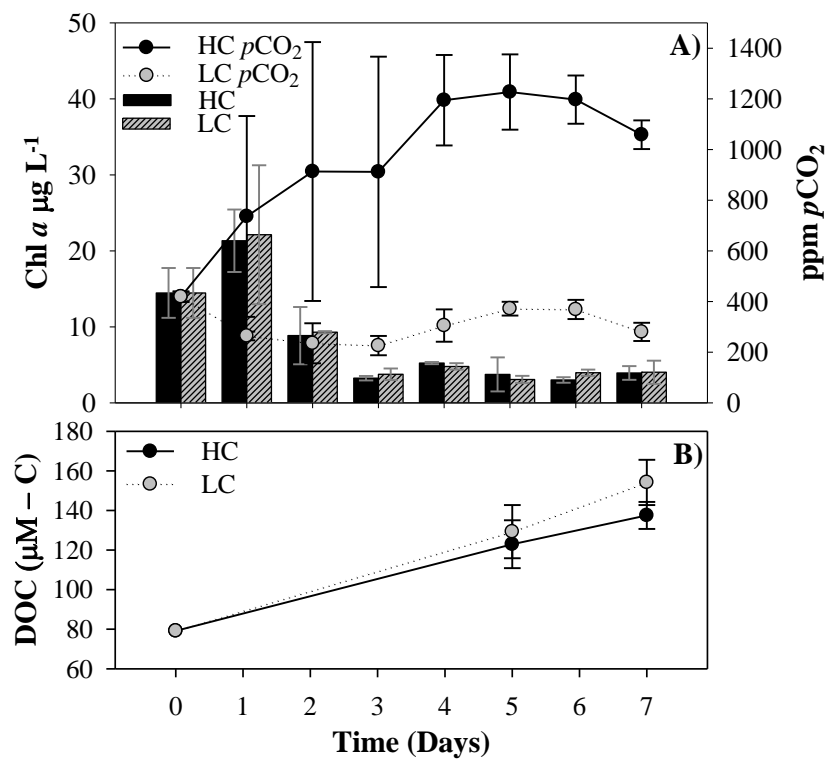 A)
HC pCO₂
LC pCO₂
HC
LC
50
40
30
20
10
0
Chl a µg L⁻¹
1400
1200
1000
800
600
400
200
0
ppm pCO₂
B)
HC
LC
180
160
140
120
100
80
60
DOC (µM – C)
0 1 2 3 4 5 6 7
Time (Days)